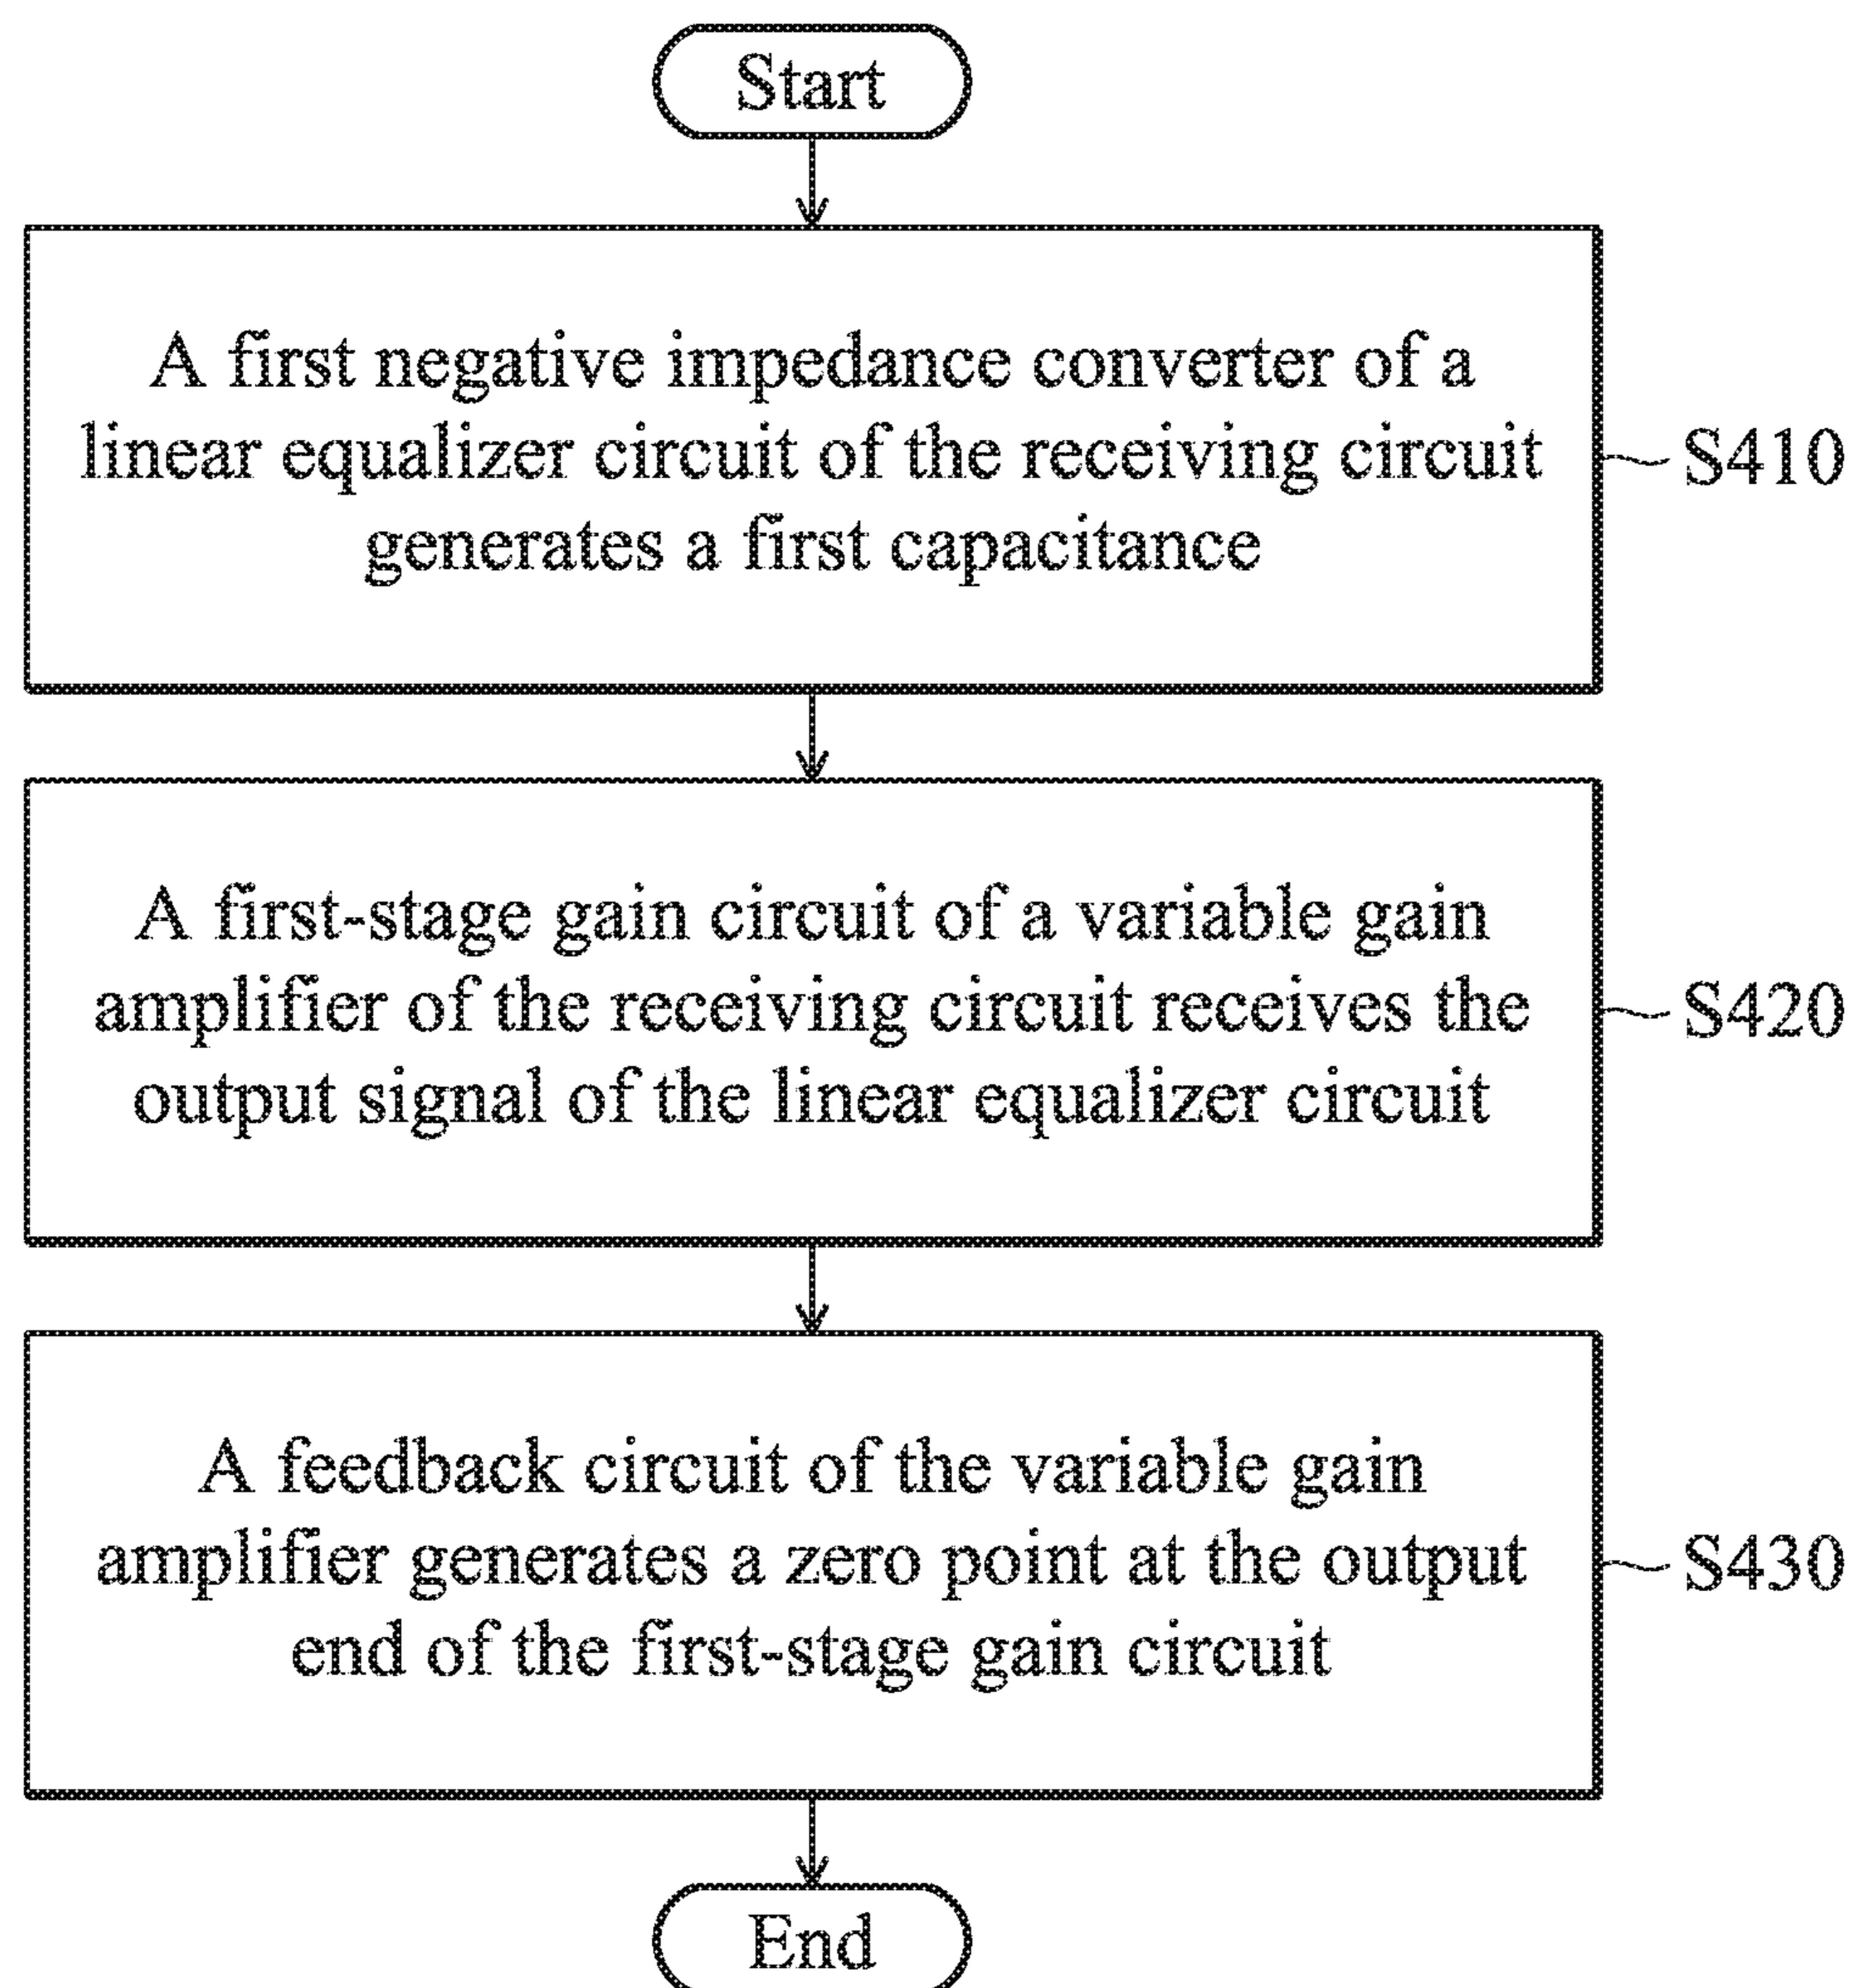 Start
A first negative impedance converter of a
linear equalizer circuit of the receiving circuit
generates a first capacitance
S410
A first-stage gain circuit of a variable gain
amplifier of the receiving circuit receives the
output signal of the linear equalizer circuit
S420
A feedback circuit of the variable gain
amplifier generates a zero point at the output
end of the first-stage gain circuit
S430
End